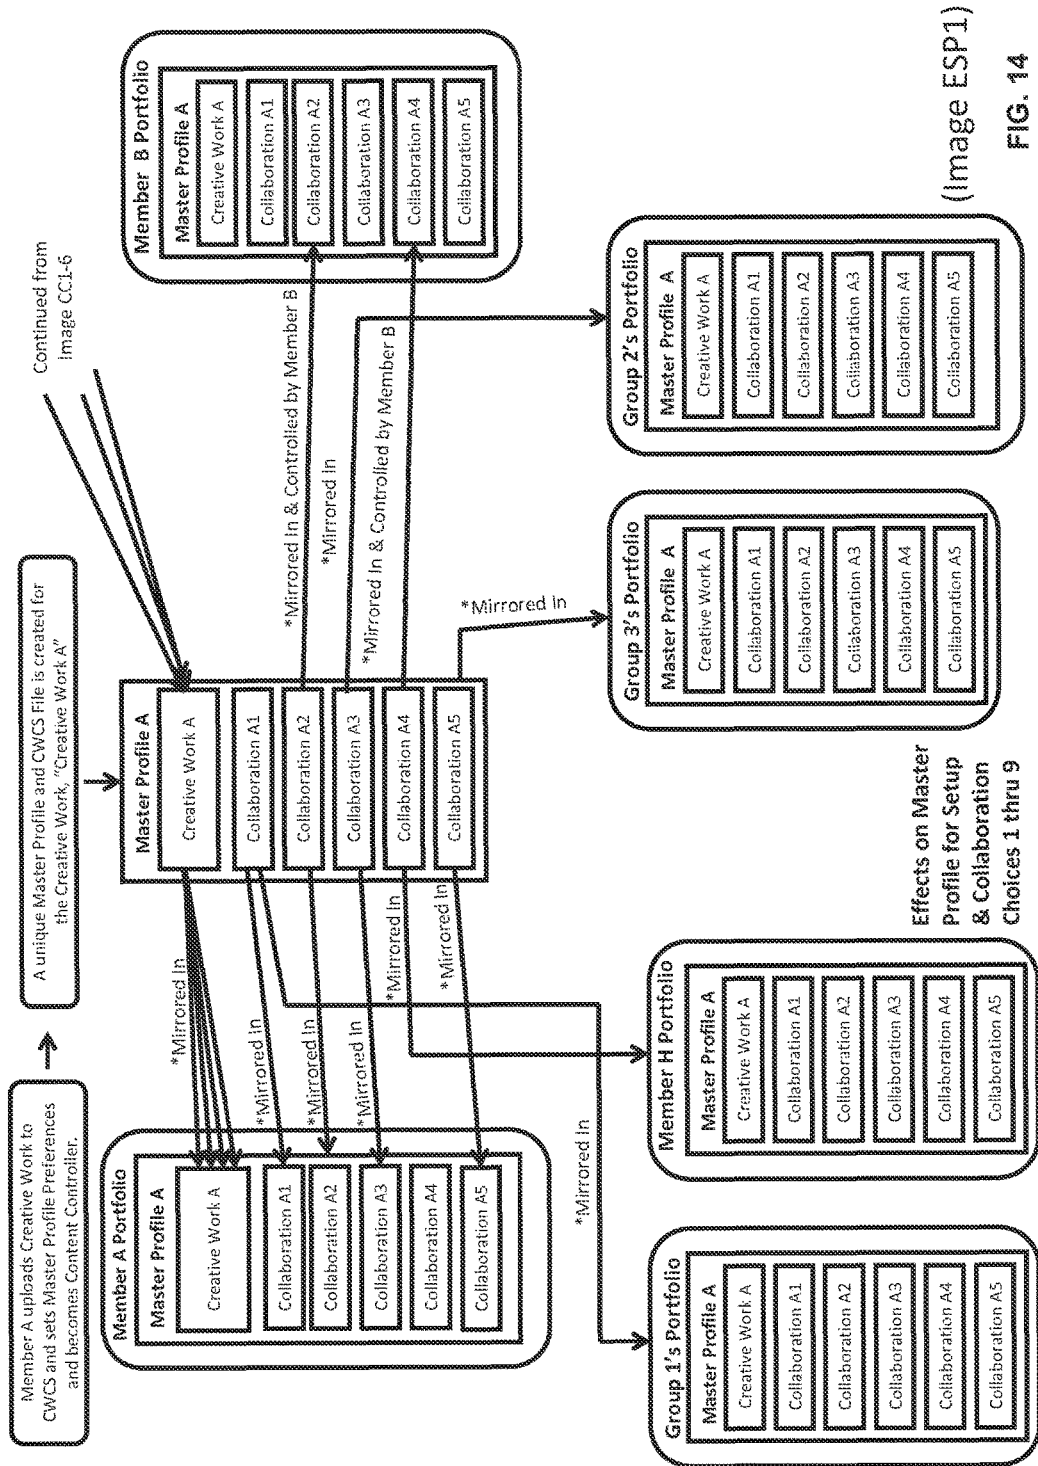 Member A uploads Creative Work to
CWCS and sets Master Profile Preferences
and becomes Content Controller.
A unique Master Profile and CWCS File is created for
the Creative Work, "Creative Work A"
Continued from
Image CC1-6
Member A Portfolio
Master Profile A
Creative Work A
Collaboration A1
Collaboration A2
Collaboration A3
Collaboration A4
Collaboration A5
*Mirrored In
*Mirrored In
*Mirrored In
*Mirrored In
*Mirrored In
*Mirrored In
Master Profile A
Creative Work A
Collaboration A1
Collaboration A2
Collaboration A3
Collaboration A4
Collaboration A5
*Mirrored In & Controlled by Member B
*Mirrored In
*Mirrored In & Controlled by Member B
*Mirrored In
Member B Portfolio
Master Profile A
Creative Work A
Collaboration A1
Collaboration A2
Collaboration A3
Collaboration A4
Collaboration A5
*Mirrored In
Group 1's Portfolio
Master Profile A
Creative Work A
Collaboration A1
Collaboration A2
Collaboration A3
Collaboration A4
Collaboration A5
Member H Portfolio
Master Profile A
Creative Work A
Collaboration A1
Collaboration A2
Collaboration A3
Collaboration A4
Collaboration A5
Effects on Master
Profile for Setup
& Collaboration
Choices 1 thru 9
Group 3's Portfolio
Master Profile A
Creative Work A
Collaboration A1
Collaboration A2
Collaboration A3
Collaboration A4
Collaboration A5
Group 2's Portfolio
Master Profile A
Creative Work A
Collaboration A1
Collaboration A2
Collaboration A3
Collaboration A4
Collaboration A5
(Image ESP1)
FIG. 14